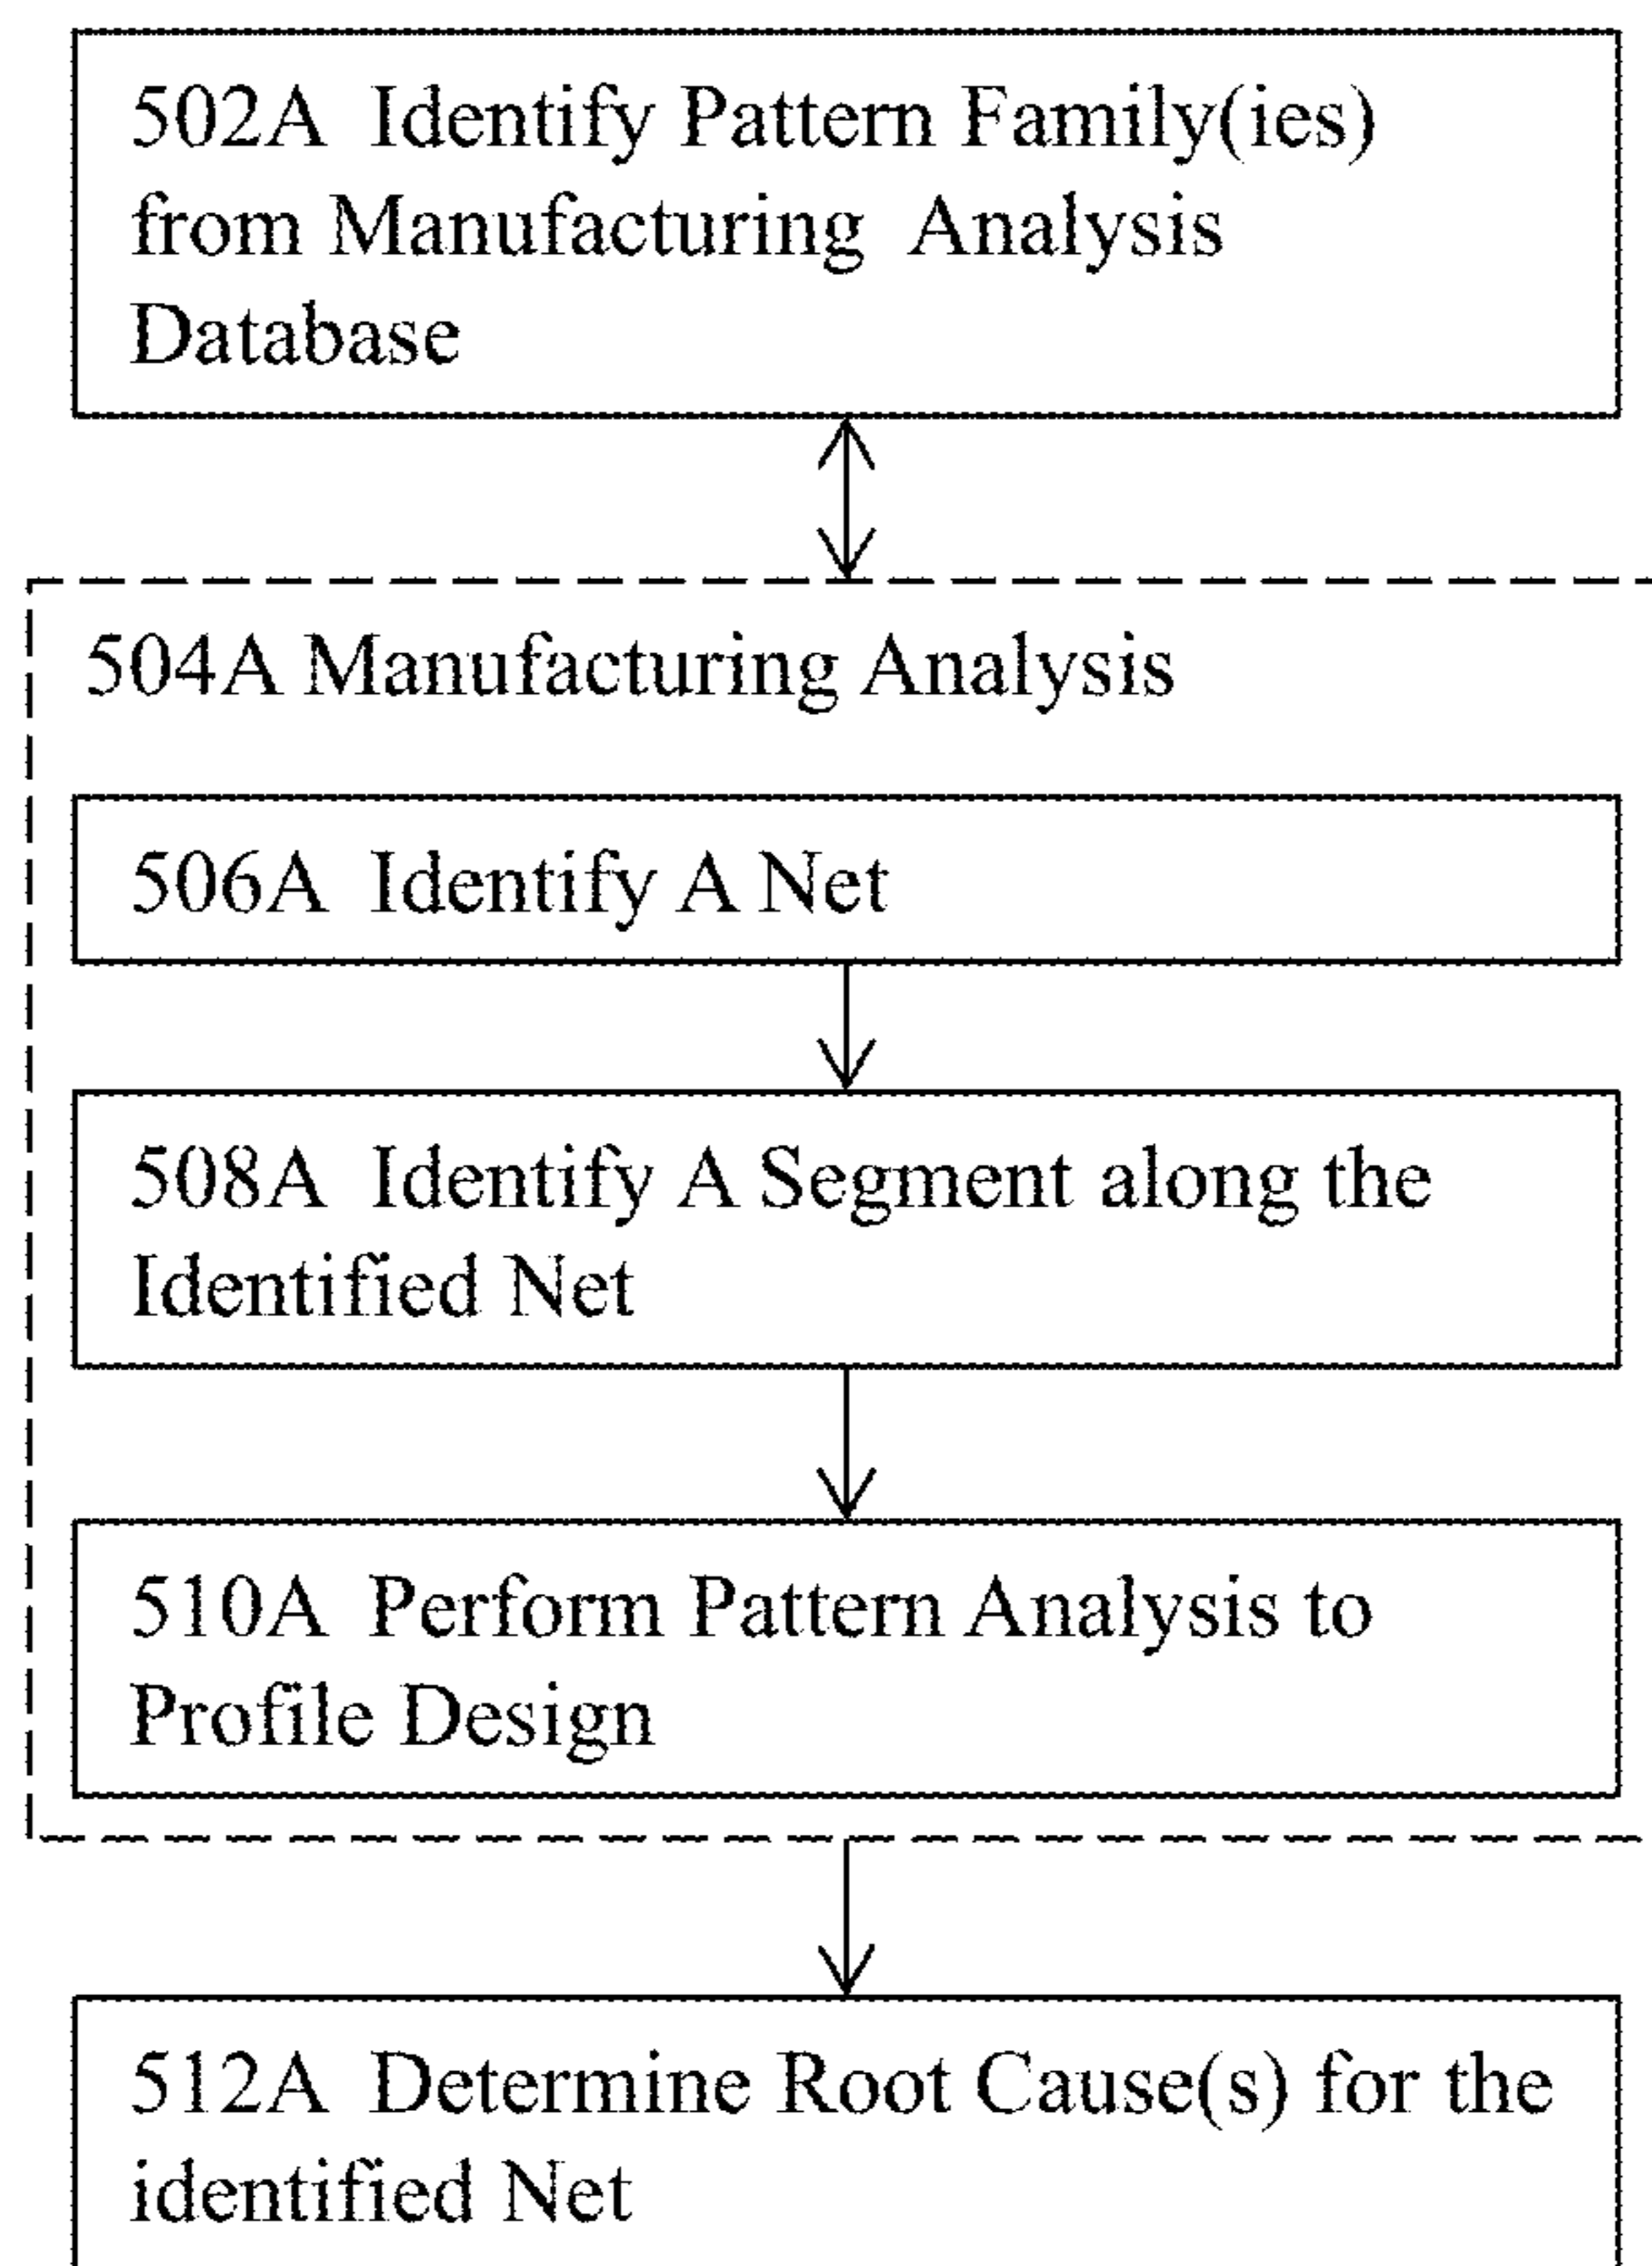 502A Identify Pattern Family(ies)
from Manufacturing Analysis
Database
504A Manufacturing Analysis
506A Identify A Net
508A Identify A Segment along the
Identified Net
510A Perform Pattern Analysis to
Profile Design
512A Determine Root Cause(s) for the
identified Net